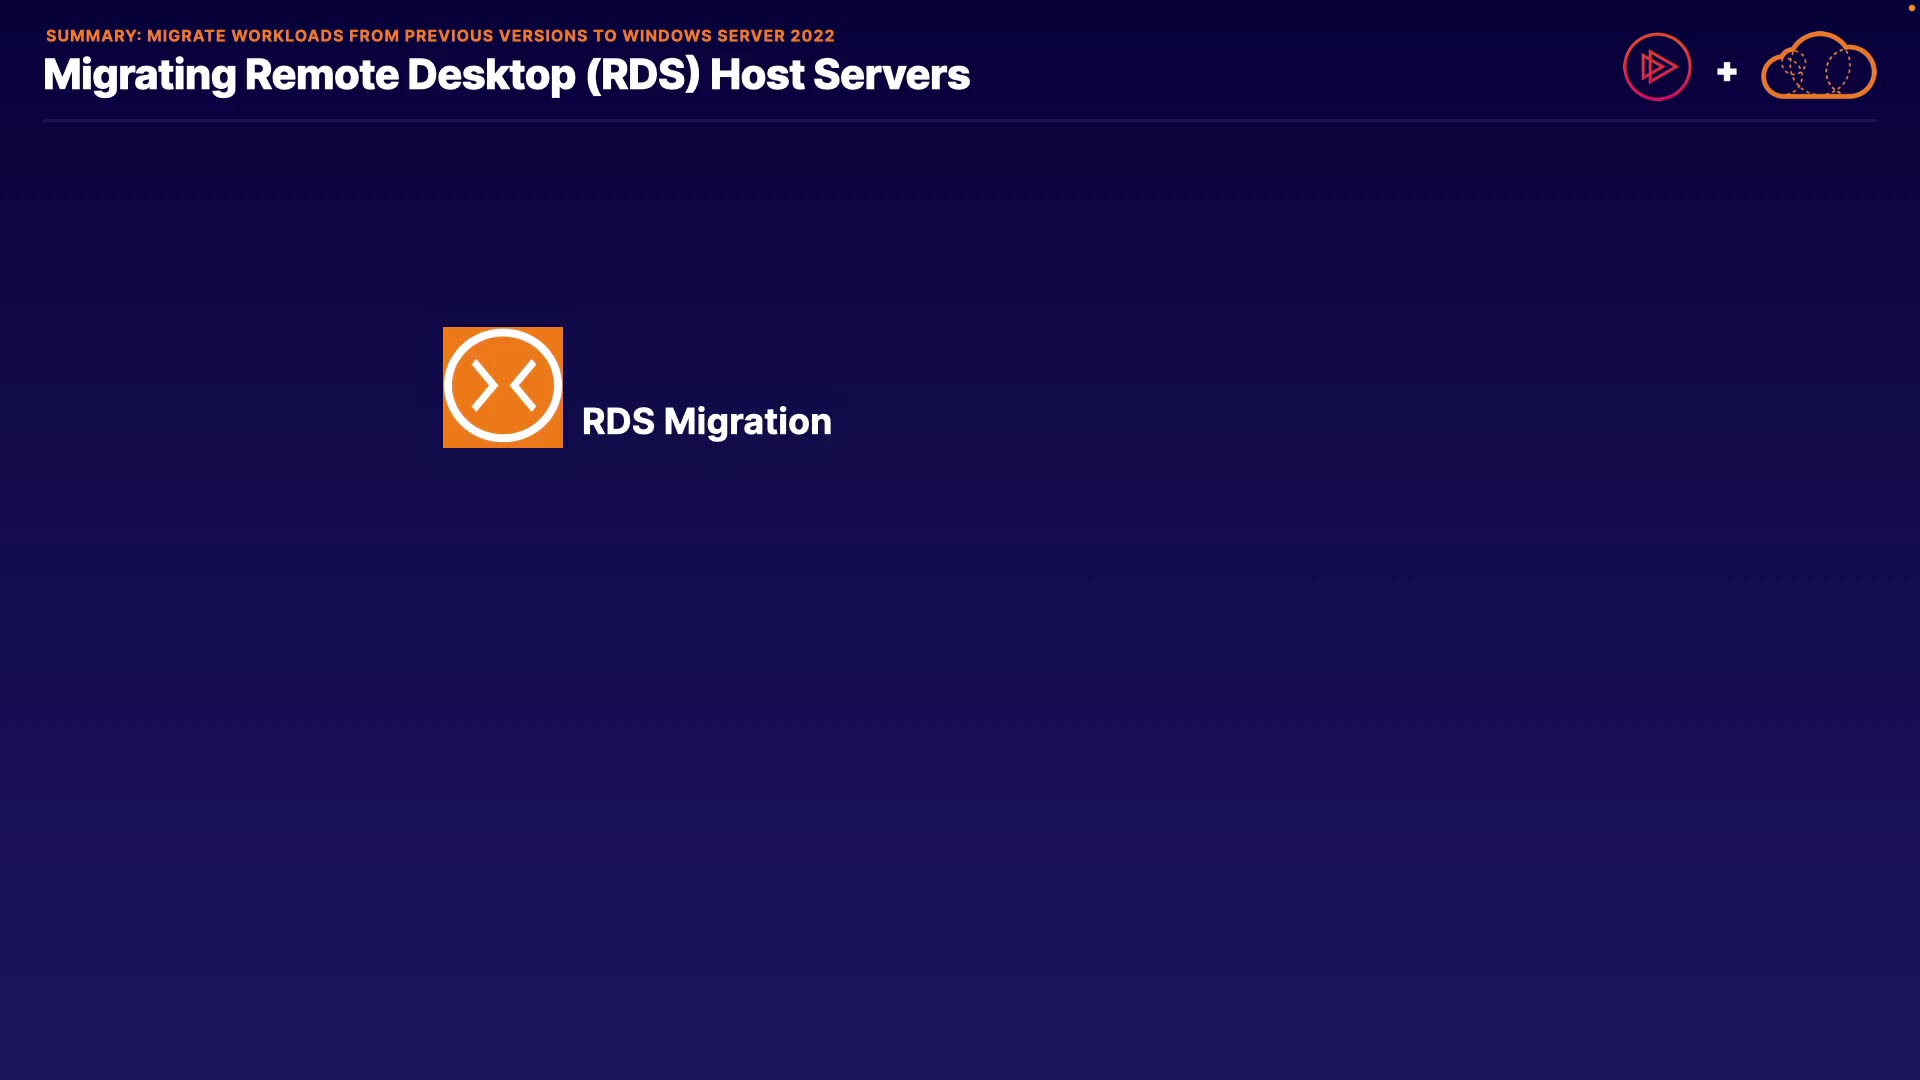 SUMMARY: MIGRATE WORKLOADS FROM PREVIOUS VERSIONS TO WINDOWS SERVER 2022
Migrating Remote Desktop (RDS) Host Servers
+
RDS Migration